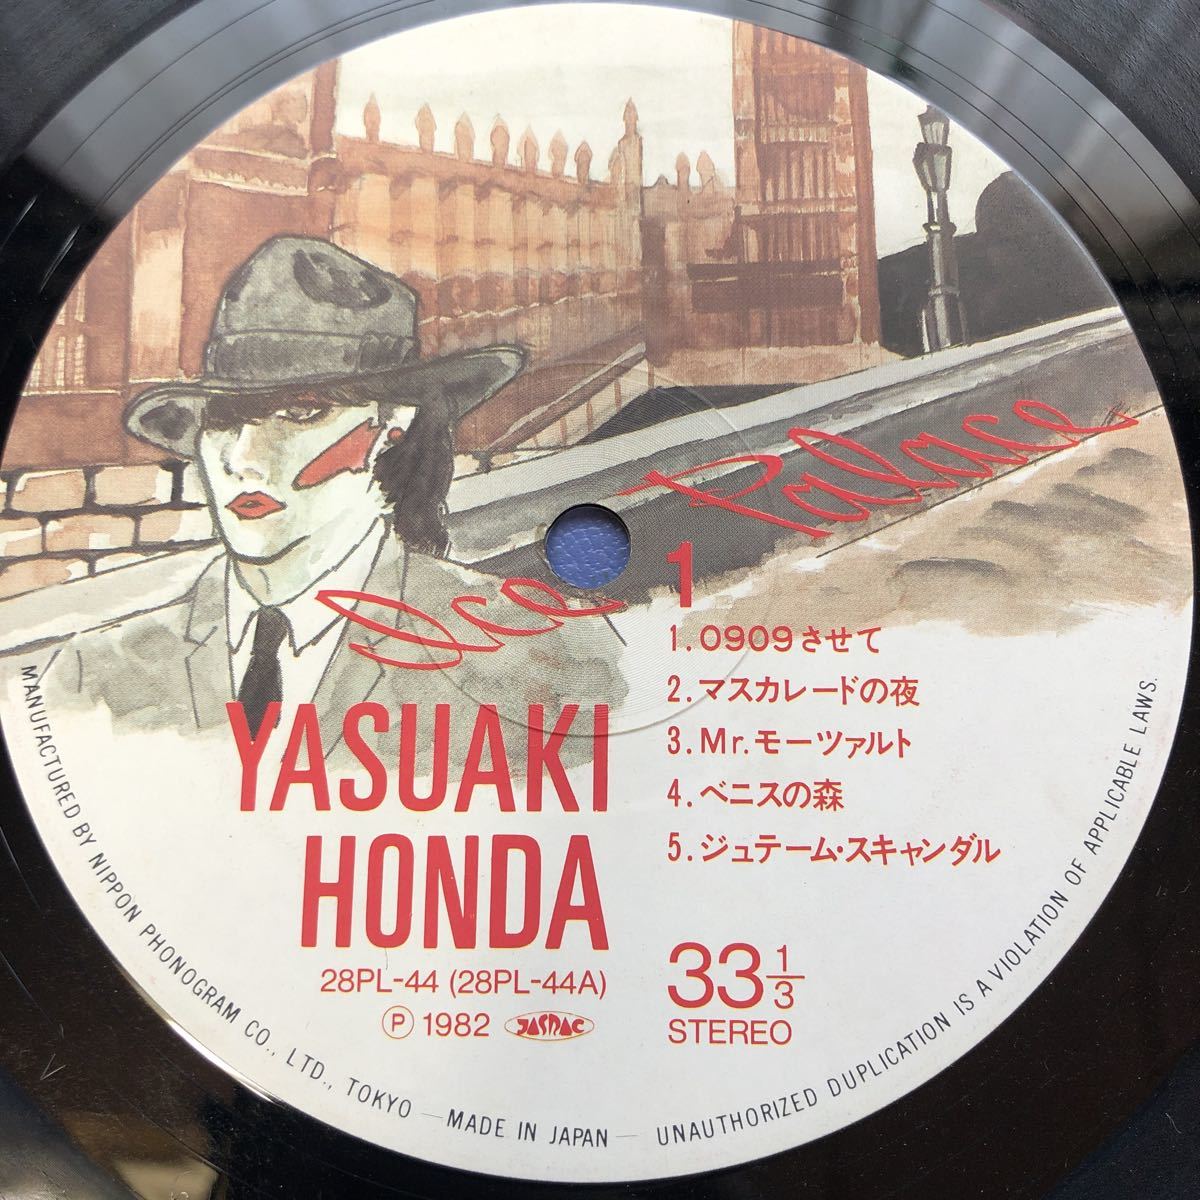 Ice Palace
1
1.0909させて
2.マスカレードの夜
3.Mr.モーツァルト
4.ベニスの森
5.ジュテーム・スキャンダル
YASUAKI
HONDA
28PL-44 (28PL-44A)
Ⓟ 1982 JASRAC
33 1/3
STEREO
MANUFACTURED BY NIPPON PHONOGRAM CO., LTD., TOKYO — MADE IN JAPAN — UNAUTHORIZED DUPLICATION IS A VIOLATION OF APPLICABLE LAWS.